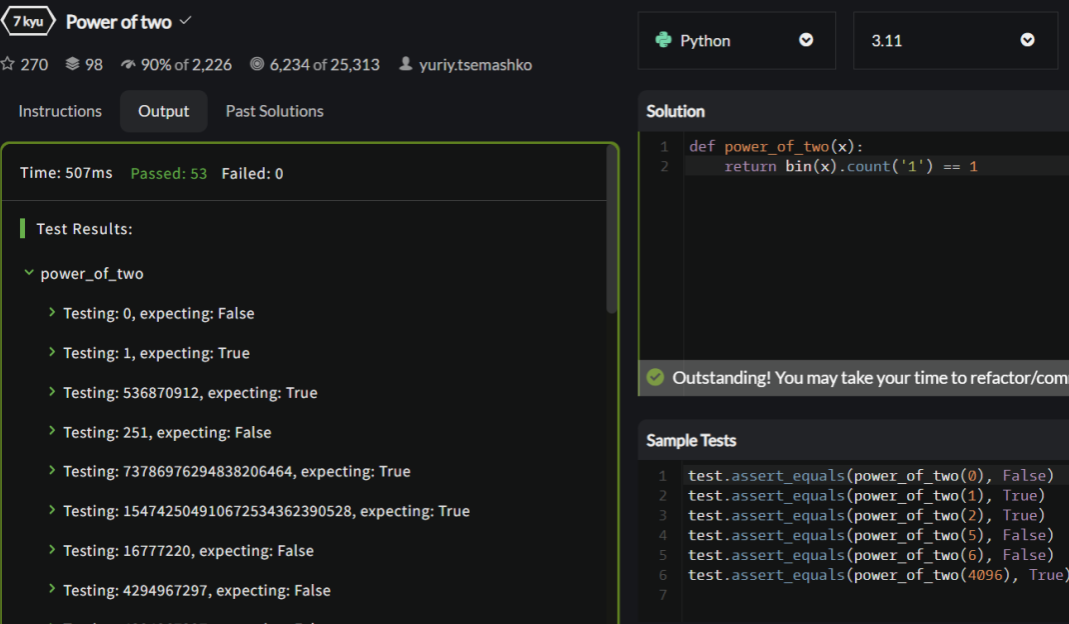 7 kyu Power of two
270 98 90% of 2,226 6,234 of 25,313 yuriy.tsemashko
Instructions Output Past Solutions
Time: 507ms Passed: 53 Failed: 0
Test Results:
power_of_two
Testing: 0, expecting: False
Testing: 1, expecting: True
Testing: 536870912, expecting: True
Testing: 251, expecting: False
Testing: 73786976294838206464, expecting: True
Testing: 154742504910672534362390528, expecting: True
Testing: 16777220, expecting: False
Testing: 4294967297, expecting: False
Python 3.11
Solution
1 def power_of_two(x):
2 return bin(x).count('1') == 1
Outstanding! You may take your time to refactor/com
Sample Tests
1 test.assert_equals(power_of_two(0), False)
2 test.assert_equals(power_of_two(1), True)
3 test.assert_equals(power_of_two(2), True)
4 test.assert_equals(power_of_two(5), False)
5 test.assert_equals(power_of_two(6), False)
6 test.assert_equals(power_of_two(4096), True)
7